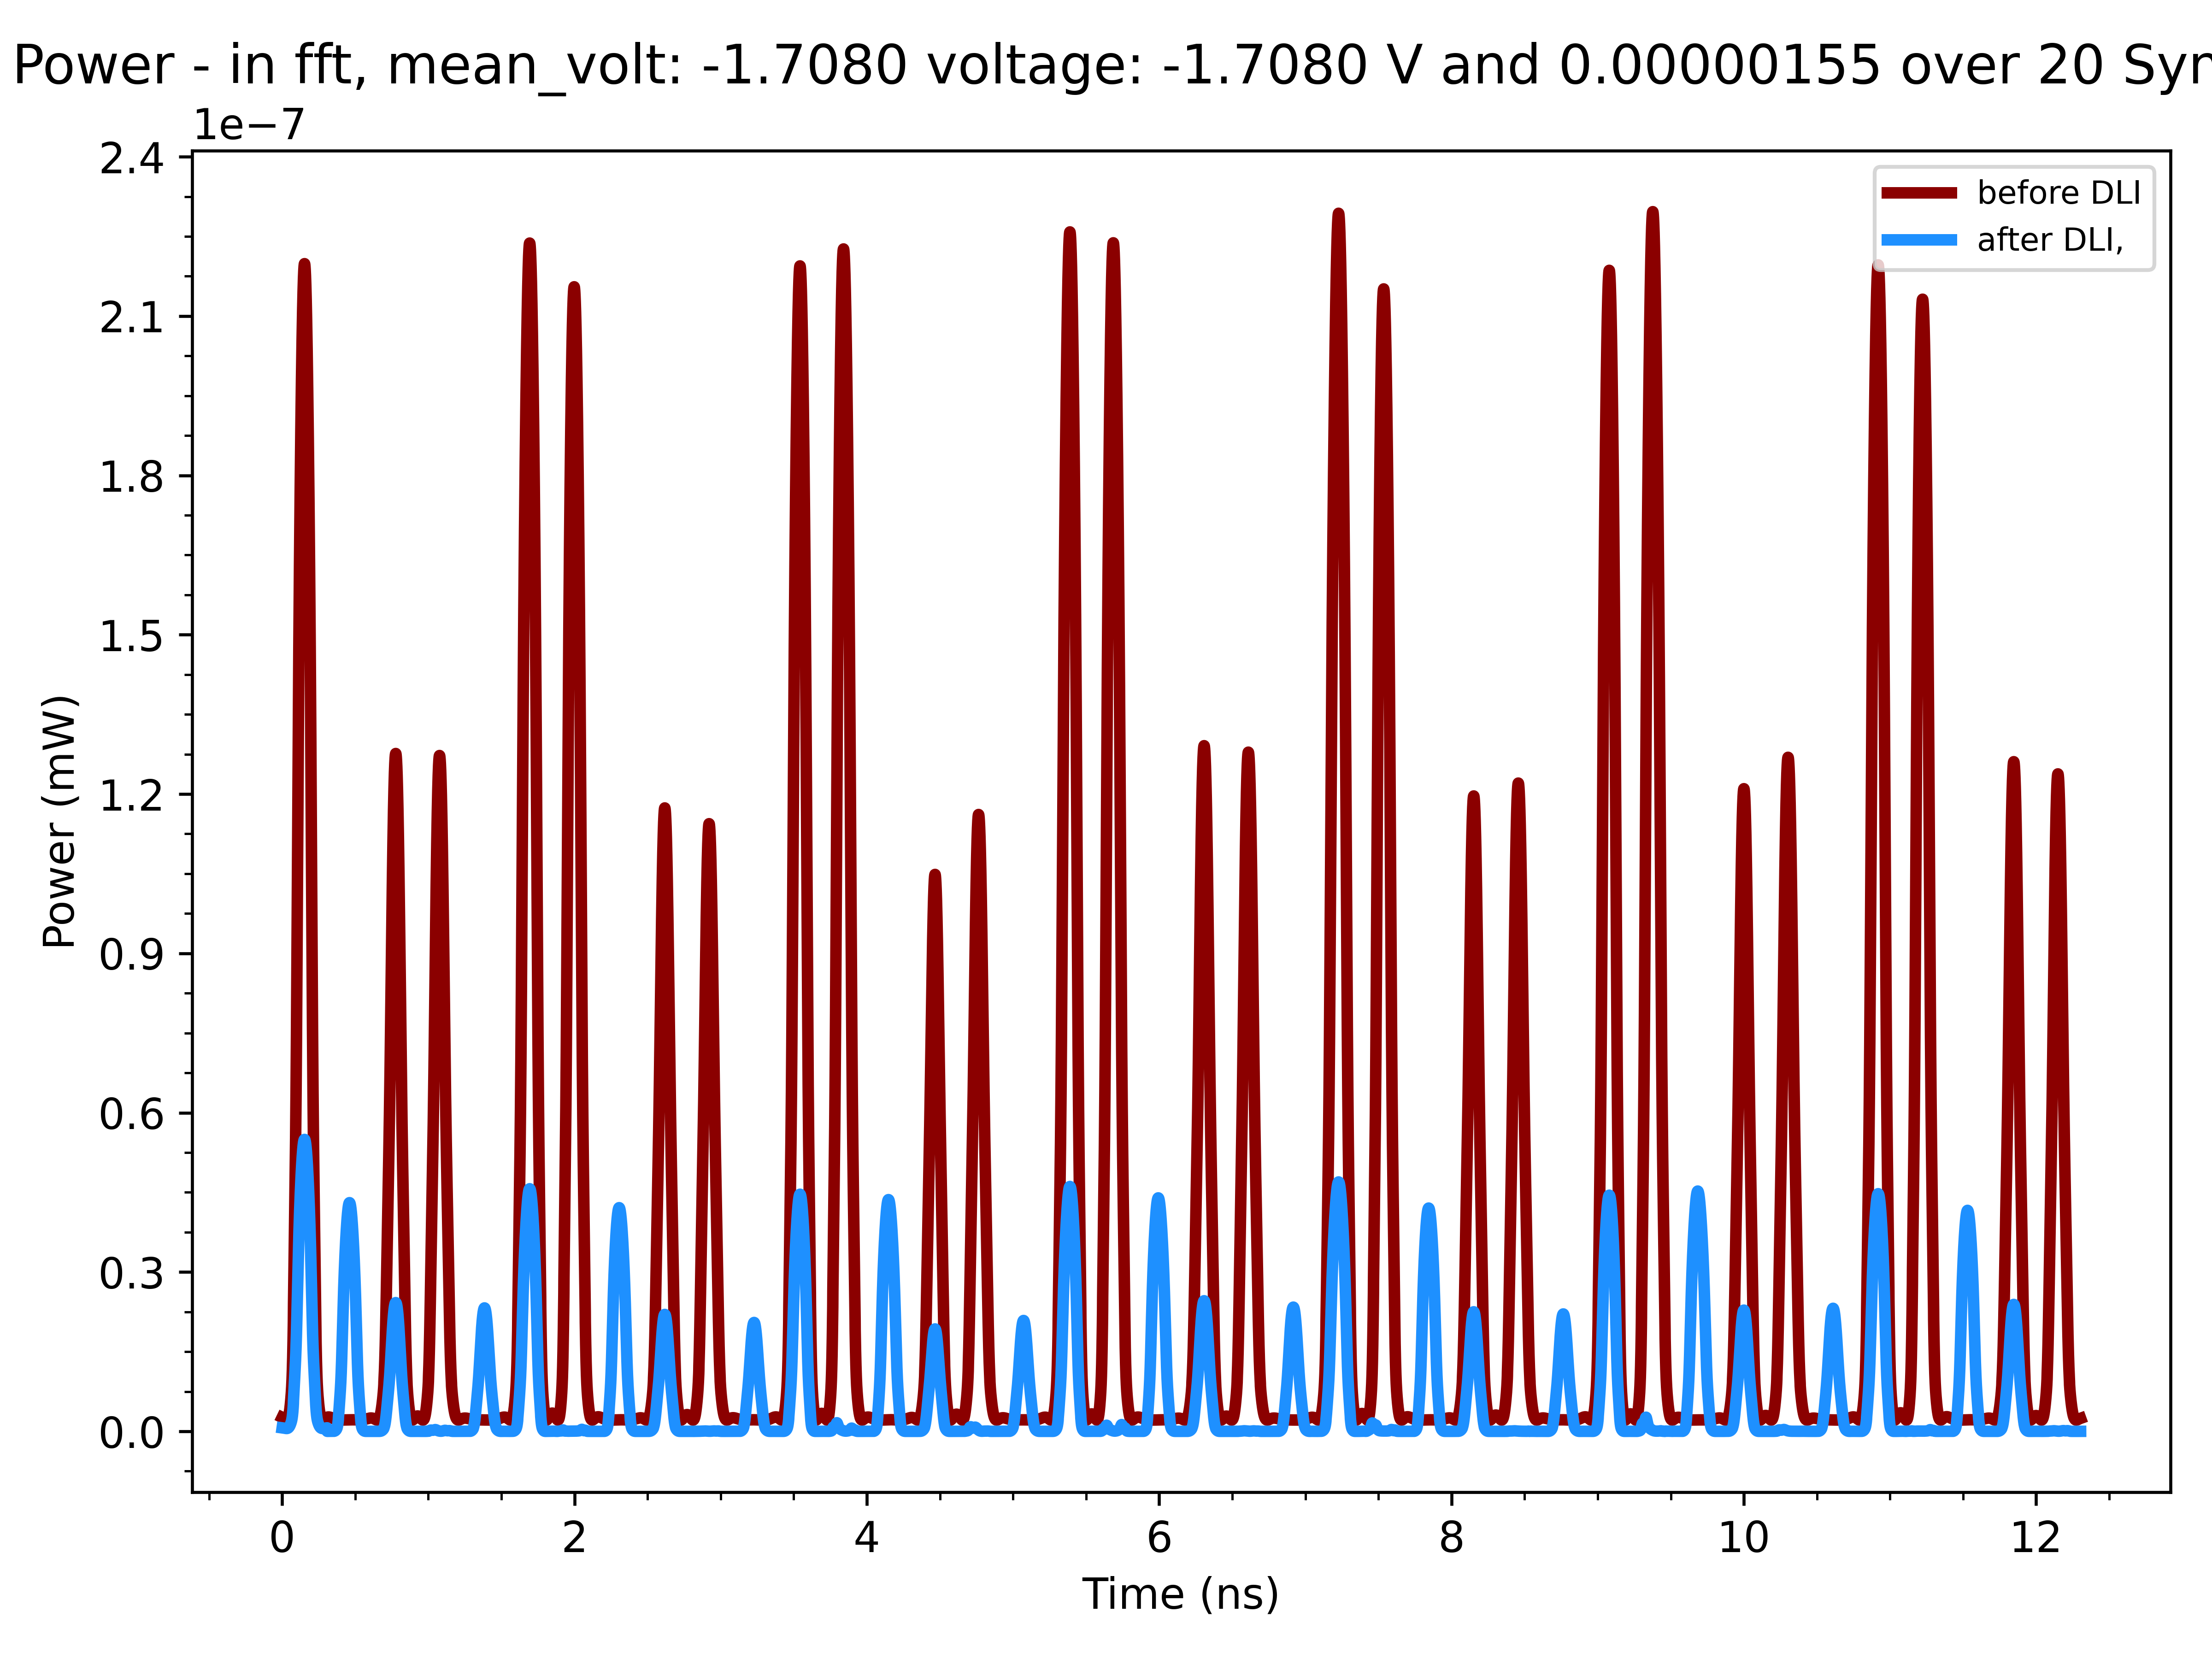 Power - in fft, mean_volt: -1.7080 voltage: -1.7080 V and 0.00000155 over 20
1e−7
before DLI
after DLI,
2.4
2.1
1.8
1.5
1.2
0.9
0.6
0.3
0.0
Power (mW)
0 2 4 6 8 10 12
Time (ns)